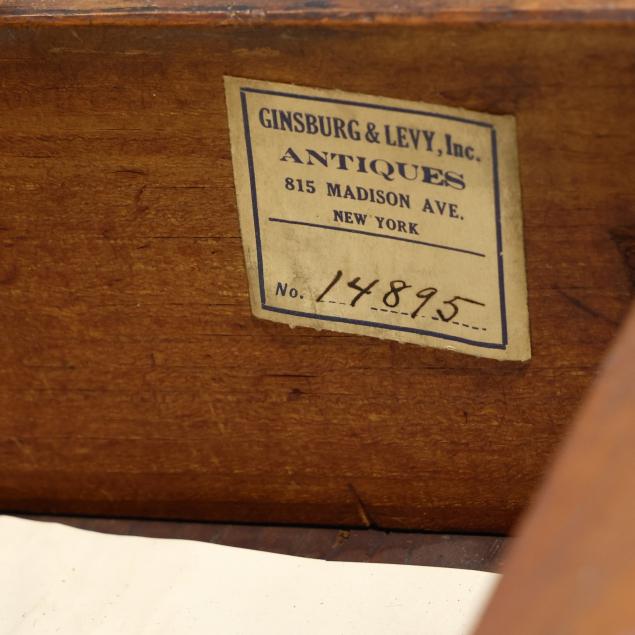 GINSBURG & LEVY, Inc.
ANTIQUES
815 MADISON AVE.
NEW YORK
No. 14895